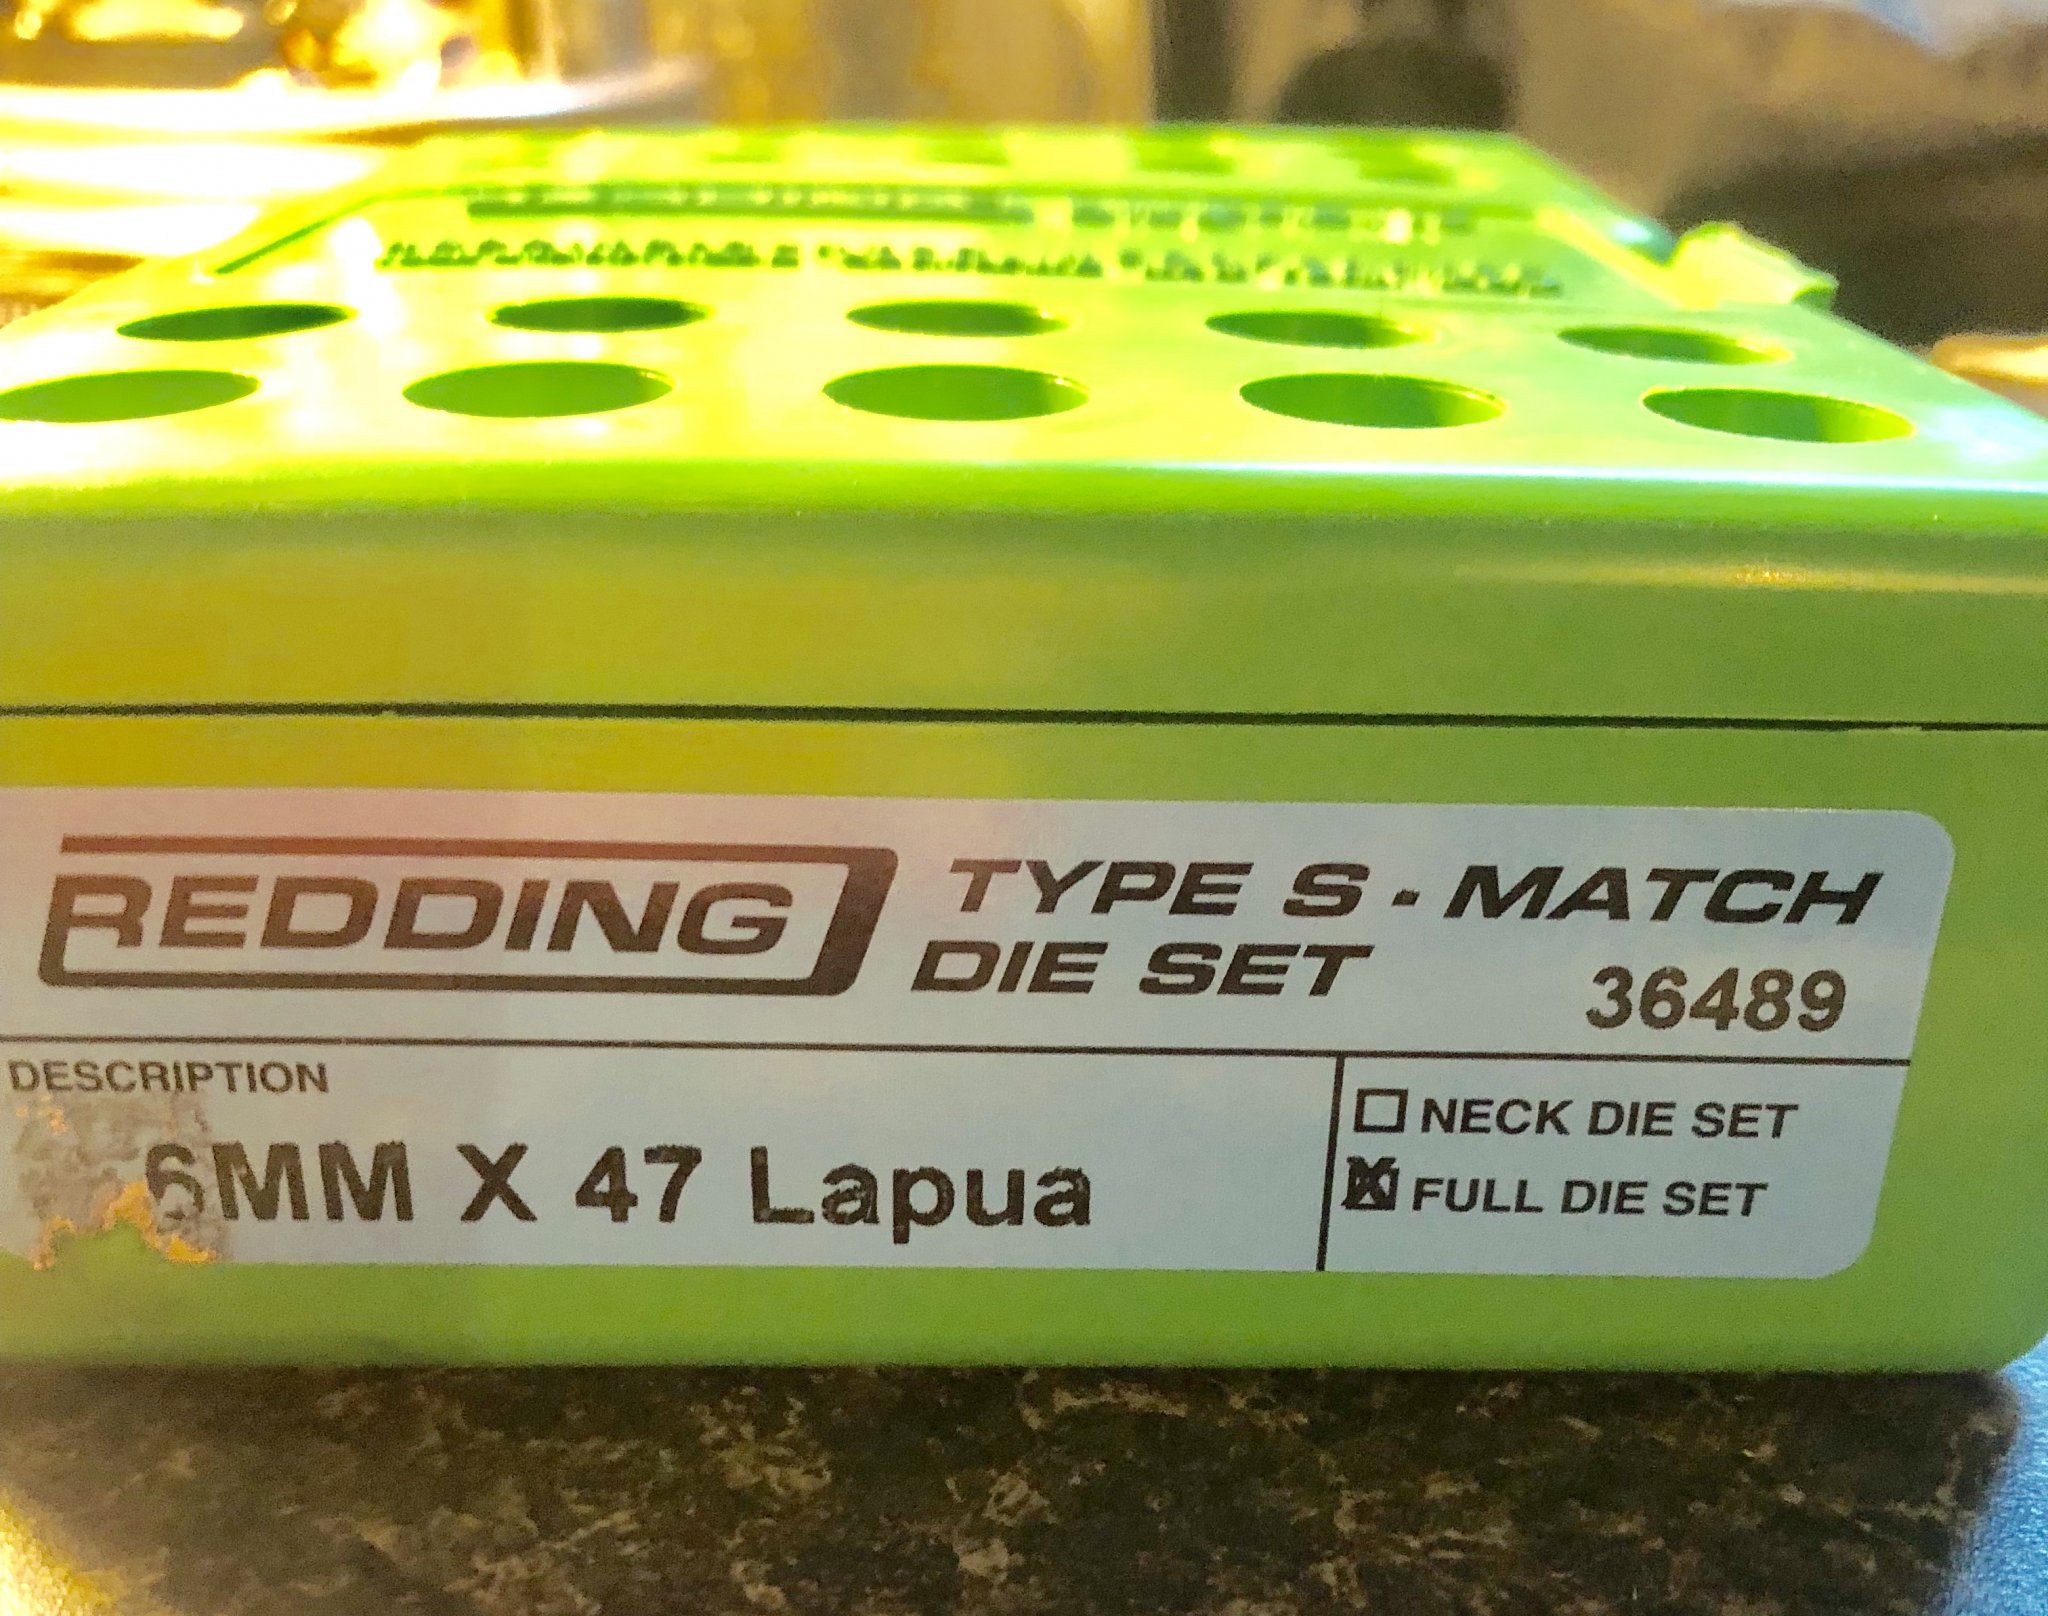 REDDING
TYPE S - MATCH
DIE SET
36489
DESCRIPTION
6MM X 47 Lapua
NECK DIE SET
FULL DIE SET